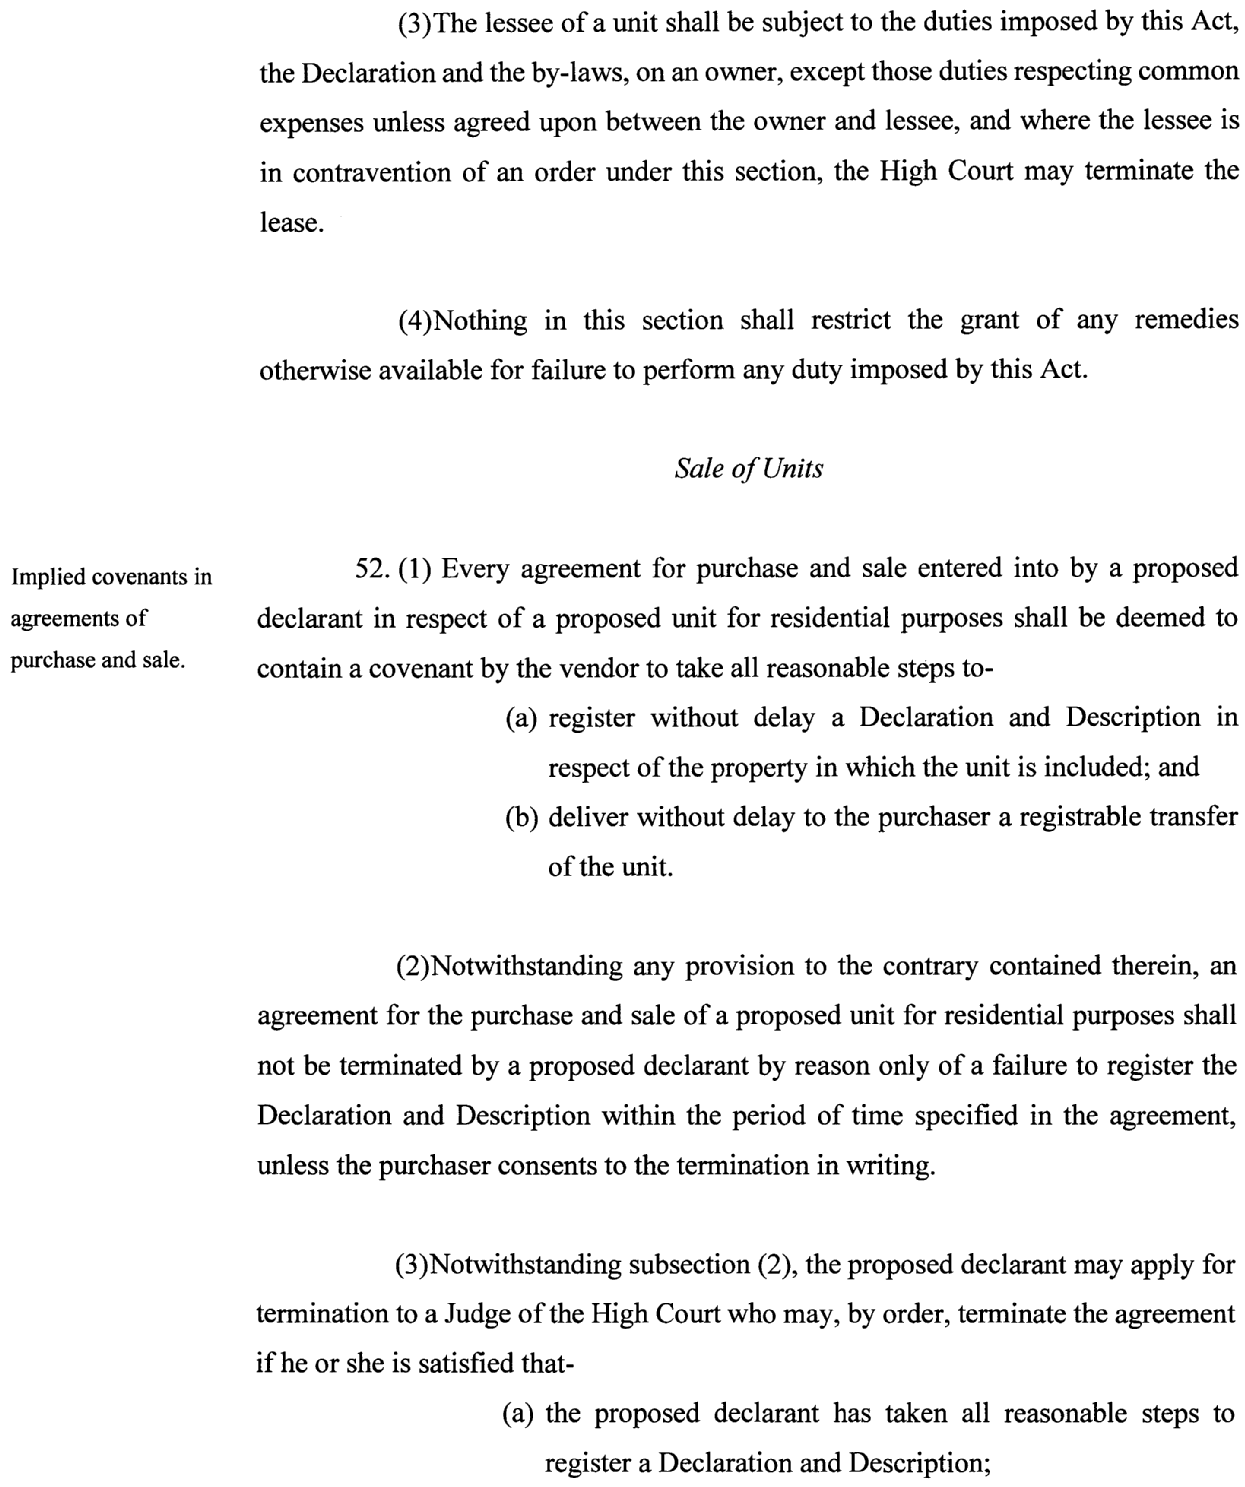 (3)The lessee of a unit shall be subject to the duties imposed by this Act,
the Declaration and the by-laws, on an owner, except those duties respecting common
expenses unless agreed upon between the owner and lessee, and where the lessee is
in contravention of an order under this section, the High Court may terminate the
lease.
(4)Nothing in this section shall restrict the grant of any remedies
otherwise available for failure to perform any duty imposed by this Act.
Sale of Units
Implied covenants in
agreements of
purchase and sale.
52. (1) Every agreement for purchase and sale entered into by a proposed
declarant in respect of a proposed unit for residential purposes shall be deemed to
contain a covenant by the vendor to take all reasonable steps to-
(a) register without delay a Declaration and Description in
respect of the property in which the unit is included; and
(b) deliver without delay to the purchaser a registrable transfer
of the unit.
(2)Notwithstanding any provision to the contrary contained therein, an
agreement for the purchase and sale of a proposed unit for residential purposes shall
not be terminated by a proposed declarant by reason only of a failure to register the
Declaration and Description within the period of time specified in the agreement,
unless the purchaser consents to the termination in writing.
(3)Notwithstanding subsection (2), the proposed declarant may apply for
termination to a Judge of the High Court who may, by order, terminate the agreement
if he or she is satisfied that-
(a) the proposed declarant has taken all reasonable steps to
register a Declaration and Description;